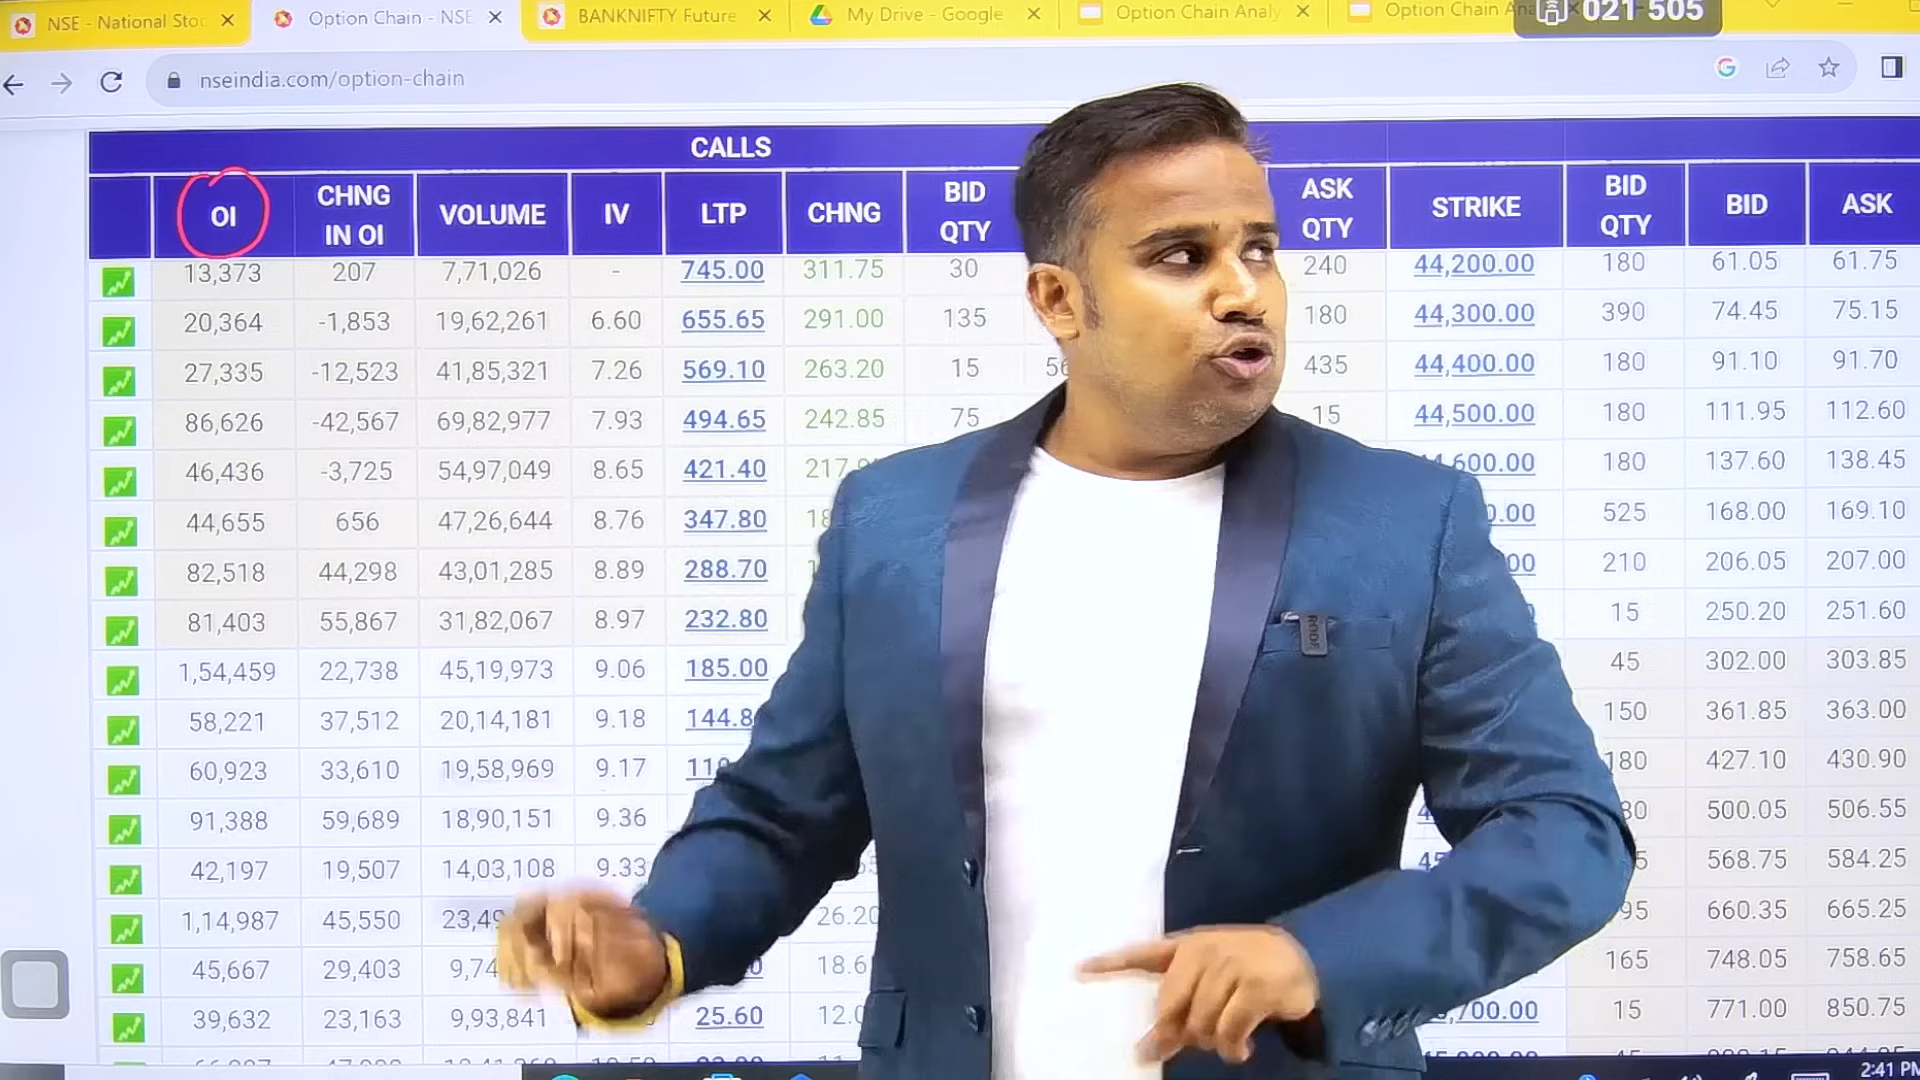 NSE - National Stoc
Option Chain - NSE
BANKNIFTY Future
My Drive - Google
Option Chain Analy
Option Chain Ana
021 505
nseindia.com/option-chain
CALLS
OI CHNG IN OI VOLUME IV LTP CHNG BID QTY ASK QTY STRIKE BID QTY BID ASK
13,373 207 7,71,026 - 745.00 311.75 30 240 44,200.00 180 61.05 61.75
20,364 -1,853 19,62,261 6.60 655.65 291.00 135 180 44,300.00 390 74.45 75.15
27,335 -12,523 41,85,321 7.26 569.10 263.20 15 435 44,400.00 180 91.10 91.70
86,626 -42,567 69,82,977 7.93 494.65 242.85 75 15 44,500.00 180 111.95 112.60
46,436 -3,725 54,97,049 8.65 421.40 180 137.60 138.45
44,655 656 47,26,644 8.76 347.80 525 168.00 169.10
82,518 44,298 43,01,285 8.89 288.70 210 206.05 207.00
81,403 55,867 31,82,067 8.97 232.80 15 250.20 251.60
1,54,459 22,738 45,19,973 9.06 185.00 45 302.00 303.85
58,221 37,512 20,14,181 9.18 144.8 150 361.85 363.00
60,923 33,610 19,58,969 9.17 180 427.10 430.90
91,388 59,689 18,90,151 9.36 500.05 506.55
42,197 19,507 14,03,108 9.33 568.75 584.25
1,14,987 45,550 26.20 660.35 665.25
45,667 29,403 18.6 165 748.05 758.65
39,632 23,163 9,93,841 25.60 12.0 15 771.00 850.75
RODE
2:41 PM